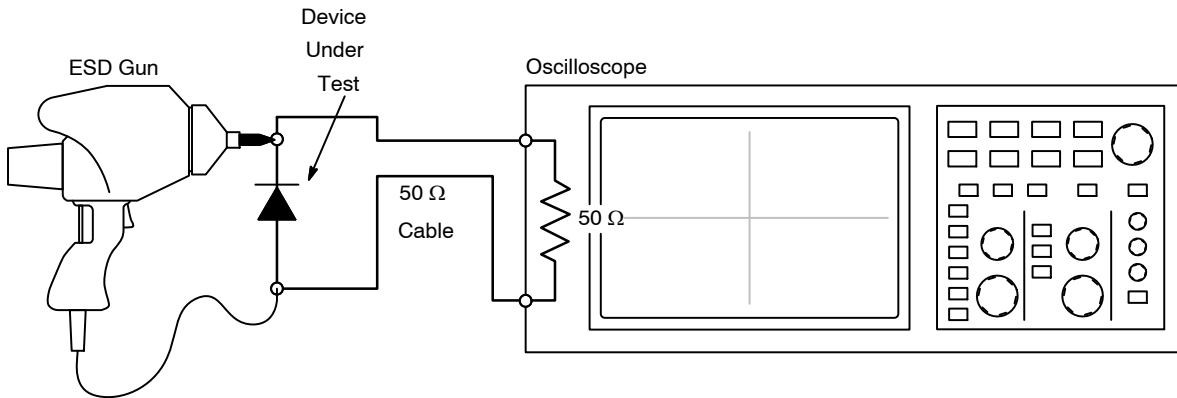 Device
Under
Test
ESD Gun
Oscilloscope
50 Ω
Cable
50 Ω